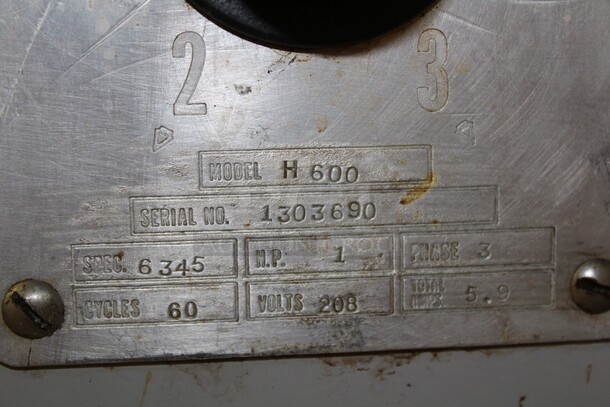 2 3
MODEL H 600
SERIAL NO. 1303690
SPEC. 6345 H.P. 1 PHASE 3
CYCLES 60 VOLTS 208 TOTAL AMPS. 5.9